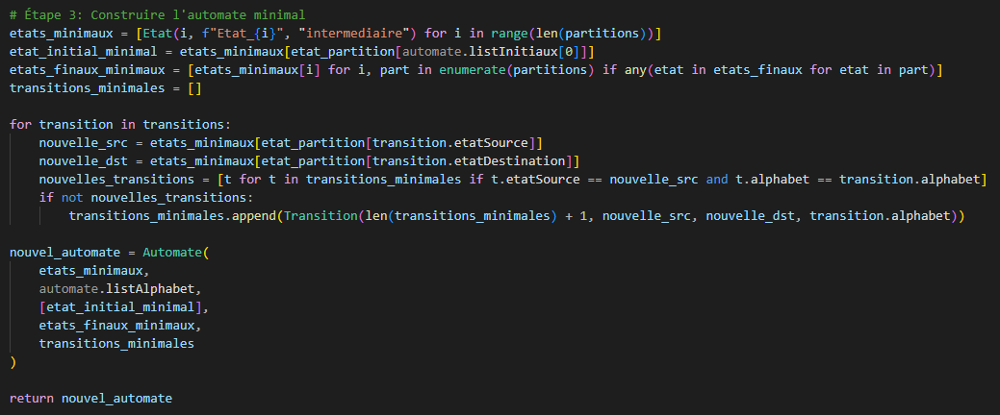 # Étape 3: Construire l'automate minimal
etats_minimaux = [Etat(i, f"Etat_{i}", "intermediaire") for i in range(len(partitions))]
etat_initial_minimal = etats_minimaux[etat_partition[automate.listInitiaux[0]]]
etats_finaux_minimaux = [etats_minimaux[i] for i, part in enumerate(partitions) if any(etat in etats_finaux for etat in part)]
transitions_minimales = []

for transition in transitions:
    nouvelle_src = etats_minimaux[etat_partition[transition.etatSource]]
    nouvelle_dst = etats_minimaux[etat_partition[transition.etatDestination]]
    nouvelles_transitions = [t for t in transitions_minimales if t.etatSource == nouvelle_src and t.alphabet == transition.alphabet]
    if not nouvelles_transitions:
        transitions_minimales.append(Transition(len(transitions_minimales) + 1, nouvelle_src, nouvelle_dst, transition.alphabet))

nouvel_automate = Automate(
    etats_minimaux,
    automate.listAlphabet,
    [etat_initial_minimal],
    etats_finaux_minimaux,
    transitions_minimales
)

return nouvel_automate